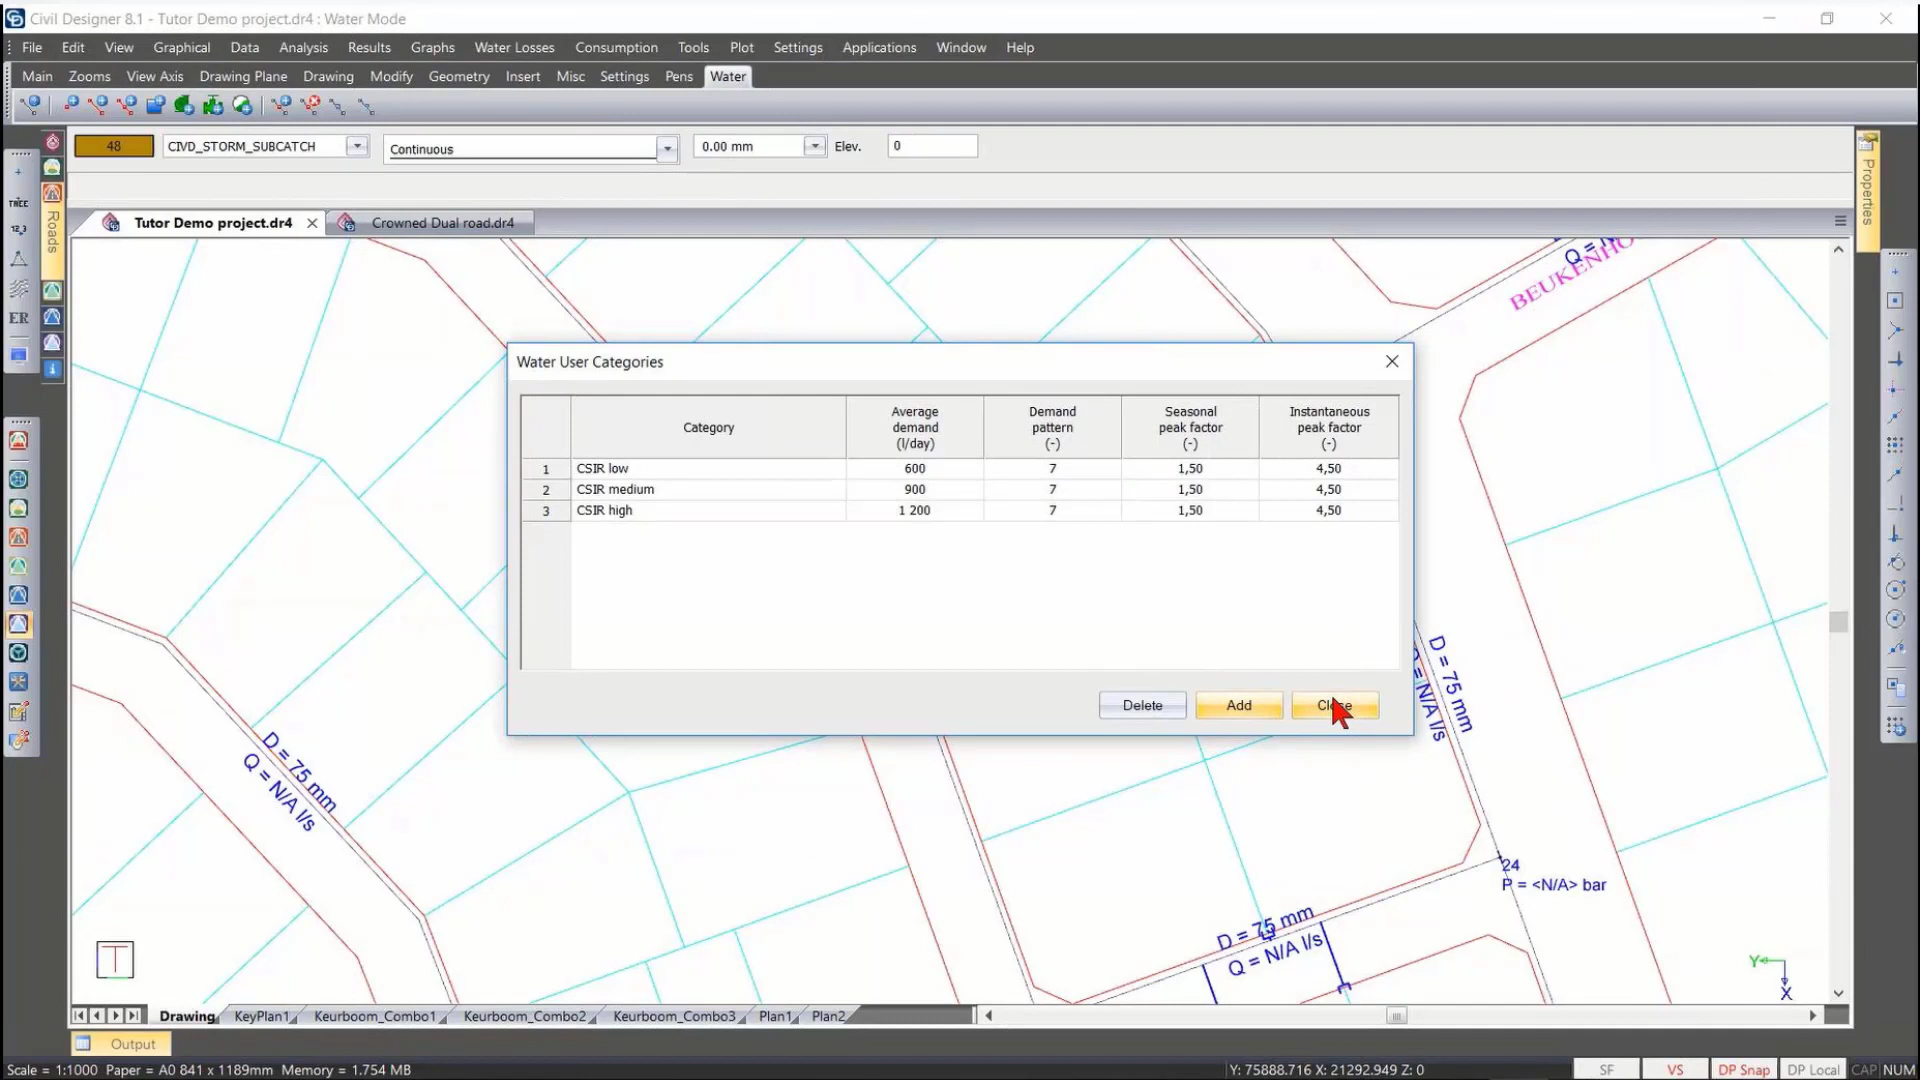 Civil Designer 8.1 - Tutor Demo project.dr4 : Water Mode
File Edit View Graphical Data Analysis Results Graphs Water Losses Consumption Tools Plot Settings Applications Window Help
Main Zooms View Axis Drawing Plane Drawing Modify Geometry Insert Misc Settings Pens Water
48 CIVD_STORM_SUBCATCH Continuous 0.00 mm Elev. 0
Properties
TREE
12,3
ER
Roads
Tutor Demo project.dr4 Crowned Dual road.dr4
BEUKENHO
Water User Categories
Category Average demand (l/day) Demand pattern (-) Seasonal peak factor (-) Instantaneous peak factor (-)
1 CSIR low 600 7 1,50 4,50
2 CSIR medium 900 7 1,50 4,50
3 CSIR high 1 200 7 1,50 4,50
Delete Add Close
D = 75 mm
= N/A l/s
D = 75 mm
Q = N/A l/s
24
P = <N/A> bar
D = 75 mm
Q = N/A l/s
T
Y
X
Drawing KeyPlan1 Keurboom_Combo1 Keurboom_Combo2 Keurboom_Combo3 Plan1 Plan2
Output
Scale = 1:1000 Paper = A0 841 x 1189mm Memory = 1.754 MB Y: 75888.716 X: 21292.949 Z: 0 SF VS DP Snap DP Local CAP NUM